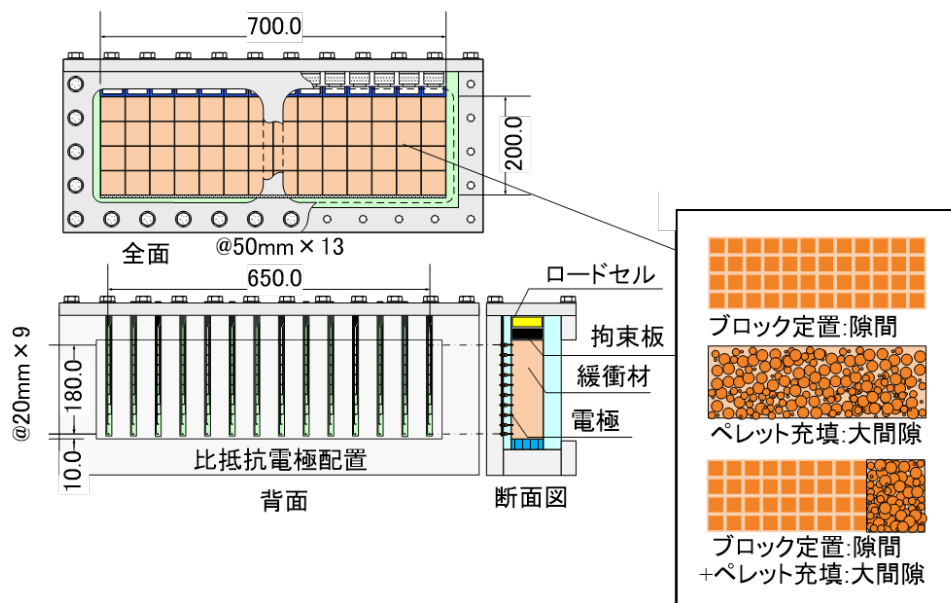 700.0
200.0
全面
@50mm×13
650.0
@20mm×9
180.0
10.0
比抵抗電極配置
背面
ロードセル
拘束板
緩衝材
電極
断面図
ブロック定置:隙間
ペレット充填:大間隙
ブロック定置:隙間
+ペレット充填:大間隙